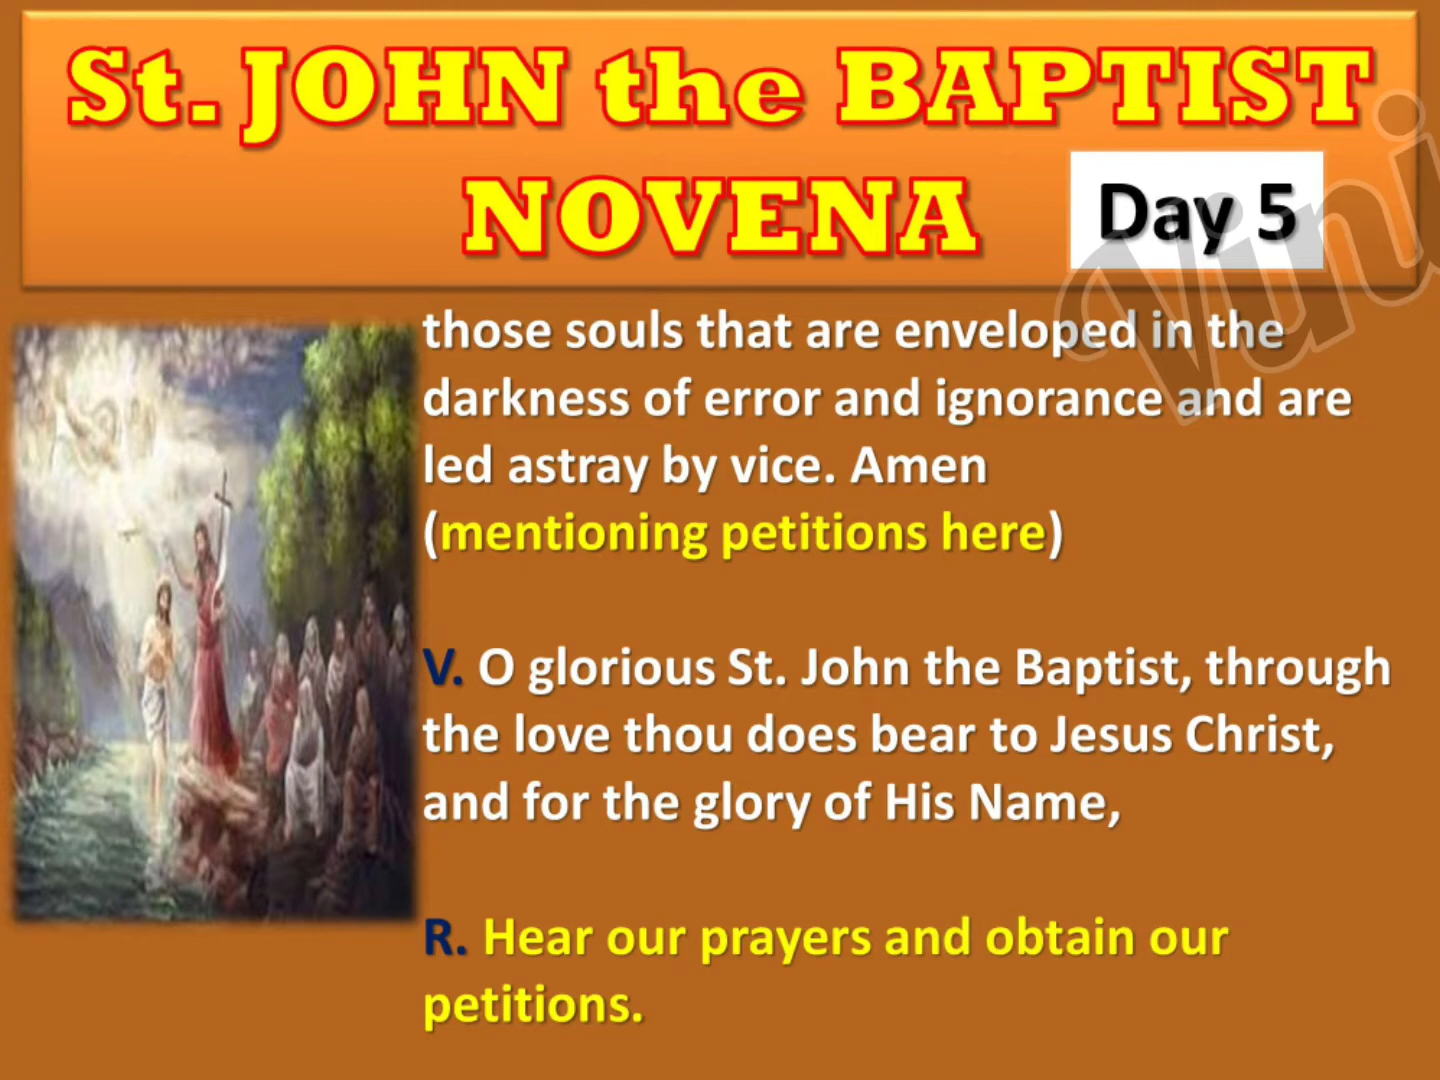 St. JOHN the BAPTIST
NOVENA
Day 5
those souls that are enveloped in the
darkness of error and ignorance and are
led astray by vice. Amen
(mentioning petitions here)
V. O glorious St. John the Baptist, through
the love thou does bear to Jesus Christ,
and for the glory of His Name,
R. Hear our prayers and obtain our
petitions.